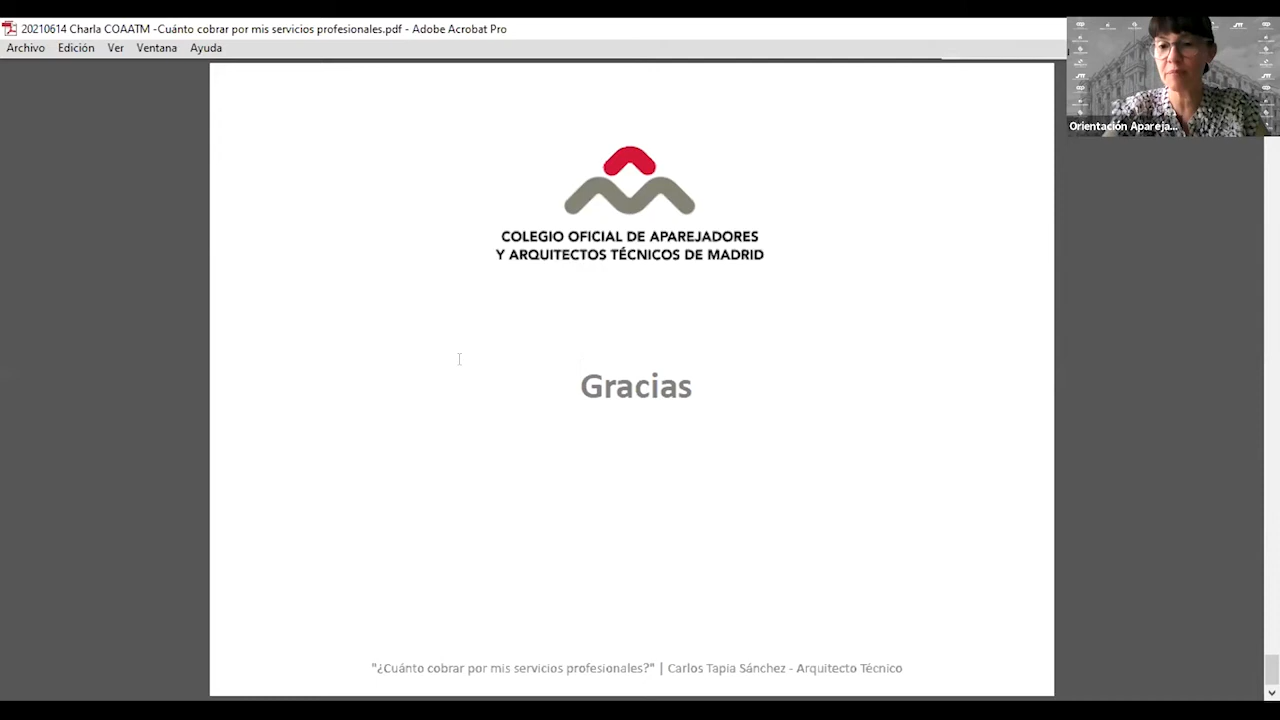 20210614 Charla COAATM -Cuánto cobrar por mis servicios profesionales.pdf - Adobe Acrobat Pro
Archivo Edición Ver Ventana Ayuda
Orientación Apareja...
COLEGIO OFICIAL DE APAREJADORES
Y ARQUITECTOS TÉCNICOS DE MADRID
Gracias
"¿Cuánto cobrar por mis servicios profesionales?" | Carlos Tapia Sánchez - Arquitecto Técnico